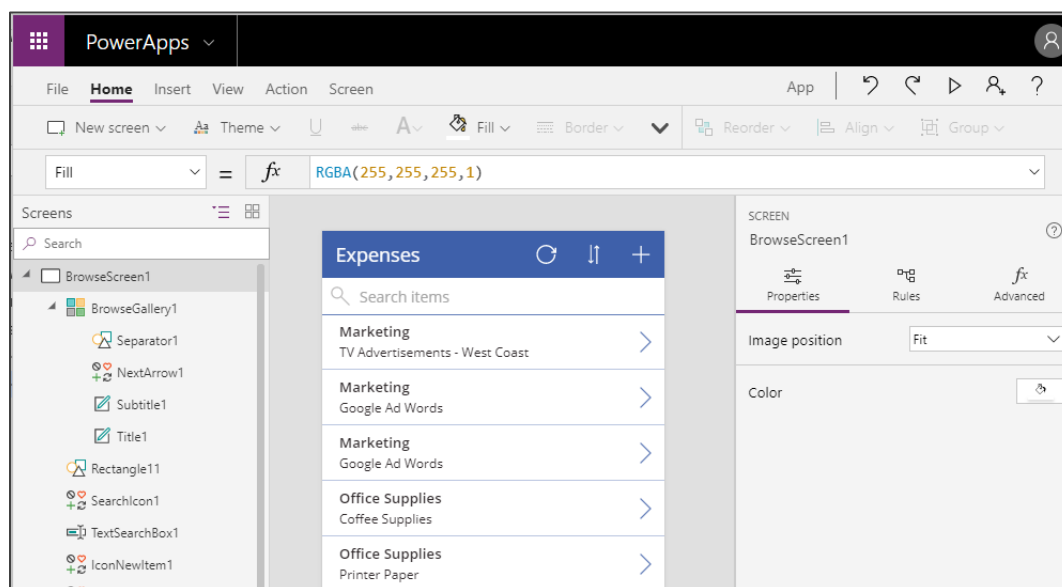 PowerApps
File Home Insert View Action Screen App
New screen Theme U abc A Fill Border Reorder Align Group
Fill = fx RGBA(255,255,255,1)
Screens
Search
BrowseScreen1
BrowseGallery1
Separator1
NextArrow1
Subtitle1
Title1
Rectangle11
SearchIcon1
TextSearchBox1
IconNewItem1
Expenses
Search items
Marketing
TV Advertisements - West Coast
Marketing
Google Ad Words
Marketing
Google Ad Words
Office Supplies
Coffee Supplies
Office Supplies
Printer Paper
SCREEN
BrowseScreen1
Properties Rules Advanced
Image position Fit
Color